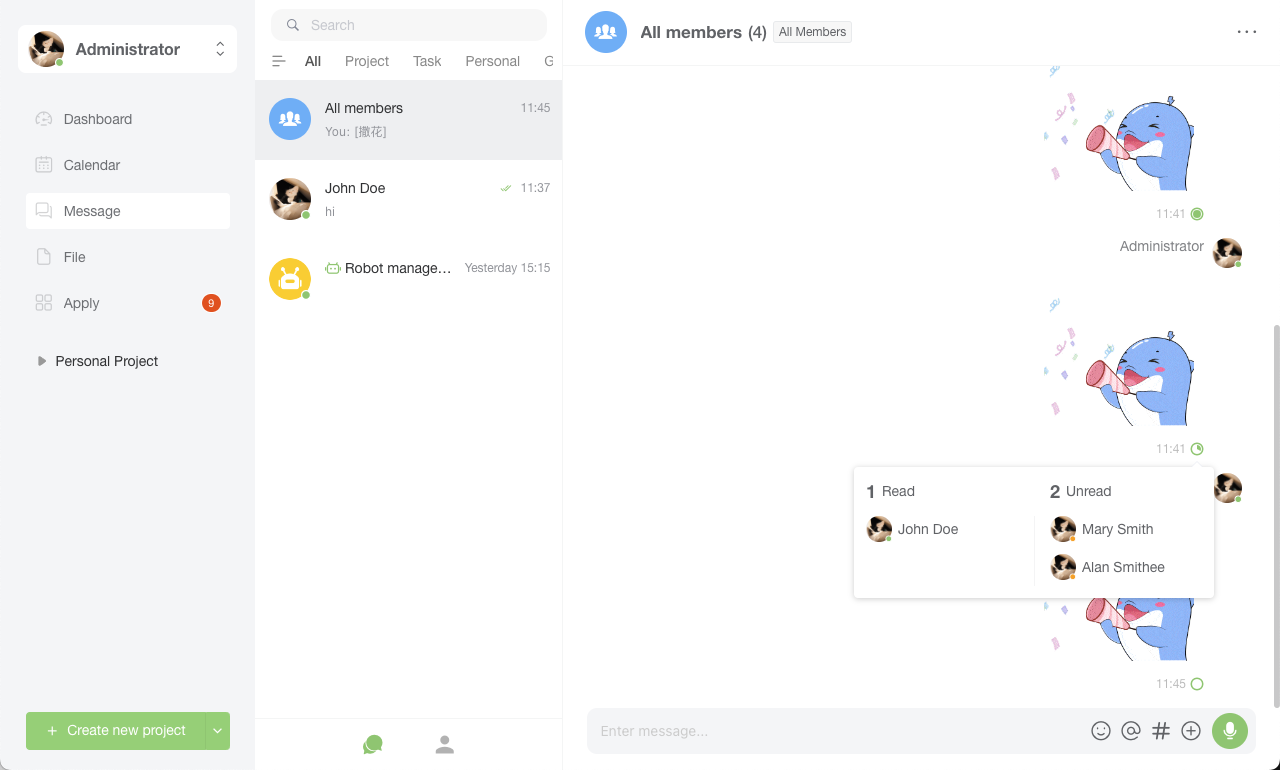 Administrator
Dashboard
Calendar
Message
File
Apply
9
Personal Project
+ Create new project
Search
All Project Task Personal G
All members 11:45
You: [撒花]
John Doe 11:37
hi
Robot manage... Yesterday 15:15
All members (4) All Members
11:41
Administrator
11:41
1 Read
John Doe
2 Unread
Mary Smith
Alan Smithee
11:45
Enter message...